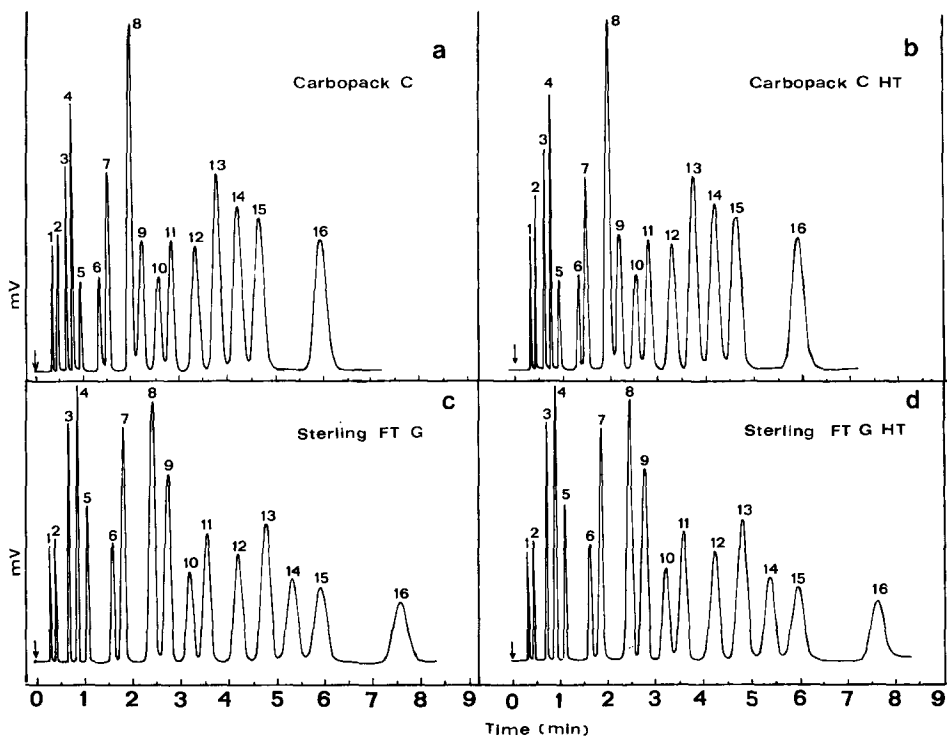 a
Carbopack C
1 2 3 4 5 6 7 8 9 10 11 12 13 14 15 16
mV
b
Carbopack C HT
1 2 3 4 5 6 7 8 9 10 11 12 13 14 15 16
c
Sterling FT G
1 2 3 4 5 6 7 8 9 10 11 12 13 14 15 16
mV
0 1 2 3 4 5 6 7 8
d
Sterling FT G HT
1 2 3 4 5 6 7 8 9 10 11 12 13 14 15 16
0 1 2 3 4 5 6 7 8 9
Time (min)